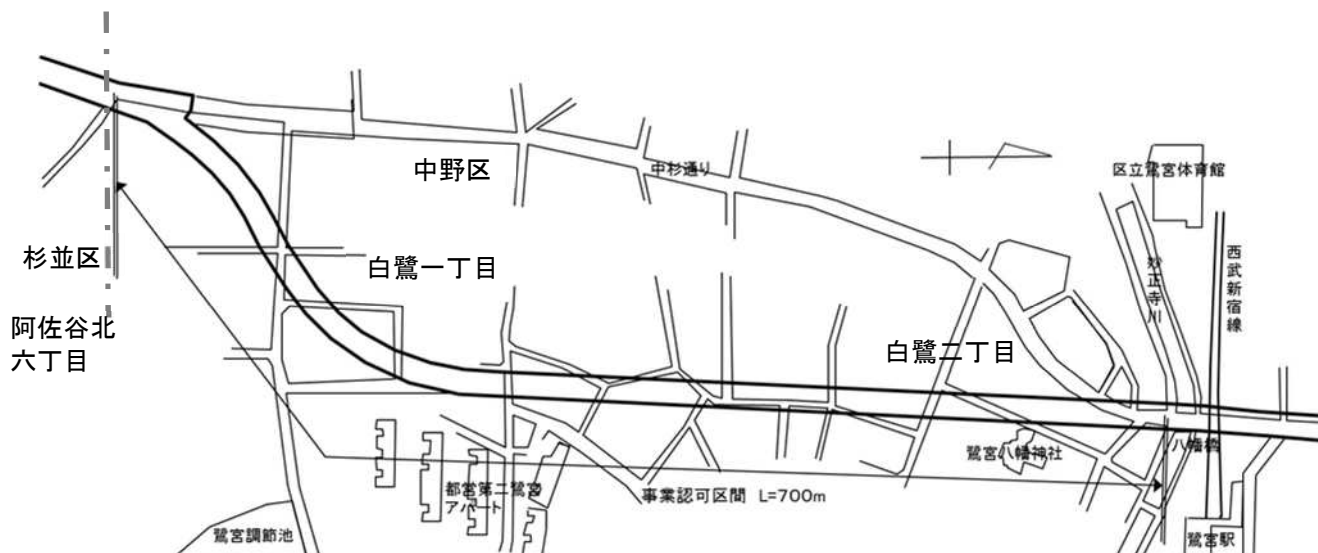 中野区
中杉通り
区立鷺宮体育館
杉並区
白鷺一丁目
妙正寺川
西武新宿線
阿佐谷北
六丁目
白鷺二丁目
鷺宮八幡神社
八幡橋
都営第二鷺宮
アパート
事業認可区間 L=700m
鷺宮調節池
鷺宮駅